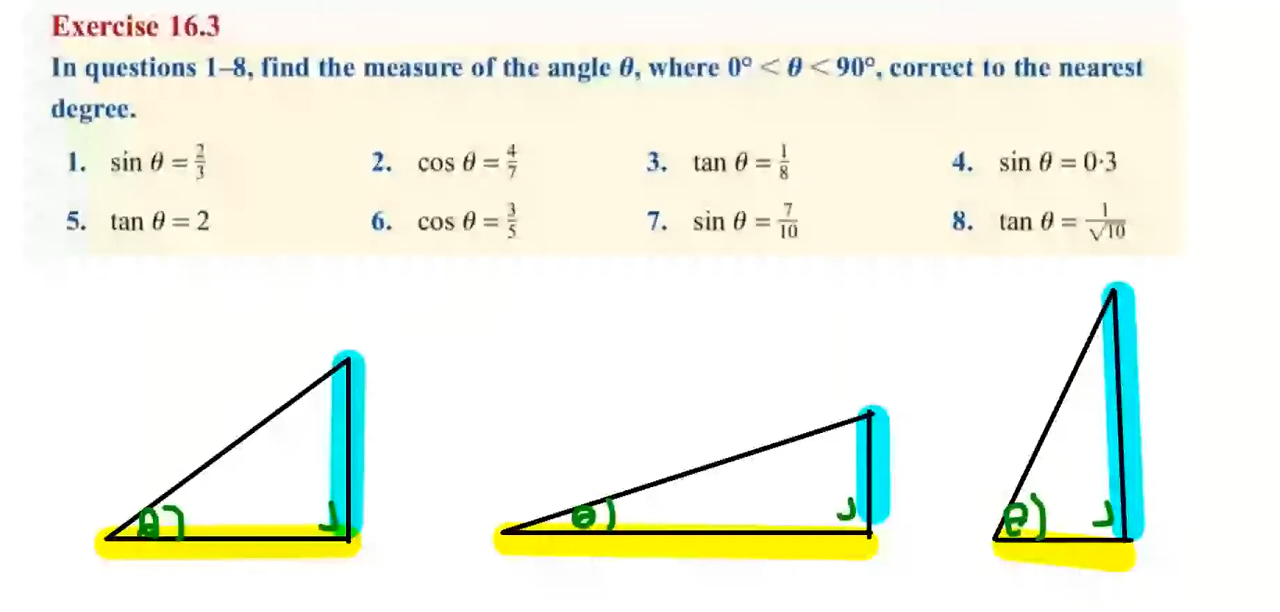 Exercise 16.3
In questions 1–8, find the measure of the angle θ, where 0° < θ < 90°, correct to the nearest
degree.
1. sin θ = 2/3 2. cos θ = 4/7 3. tan θ = 1/8 4. sin θ = 0·3
5. tan θ = 2 6. cos θ = 3/5 7. sin θ = 7/10 8. tan θ = 1/√10
θ θ θ